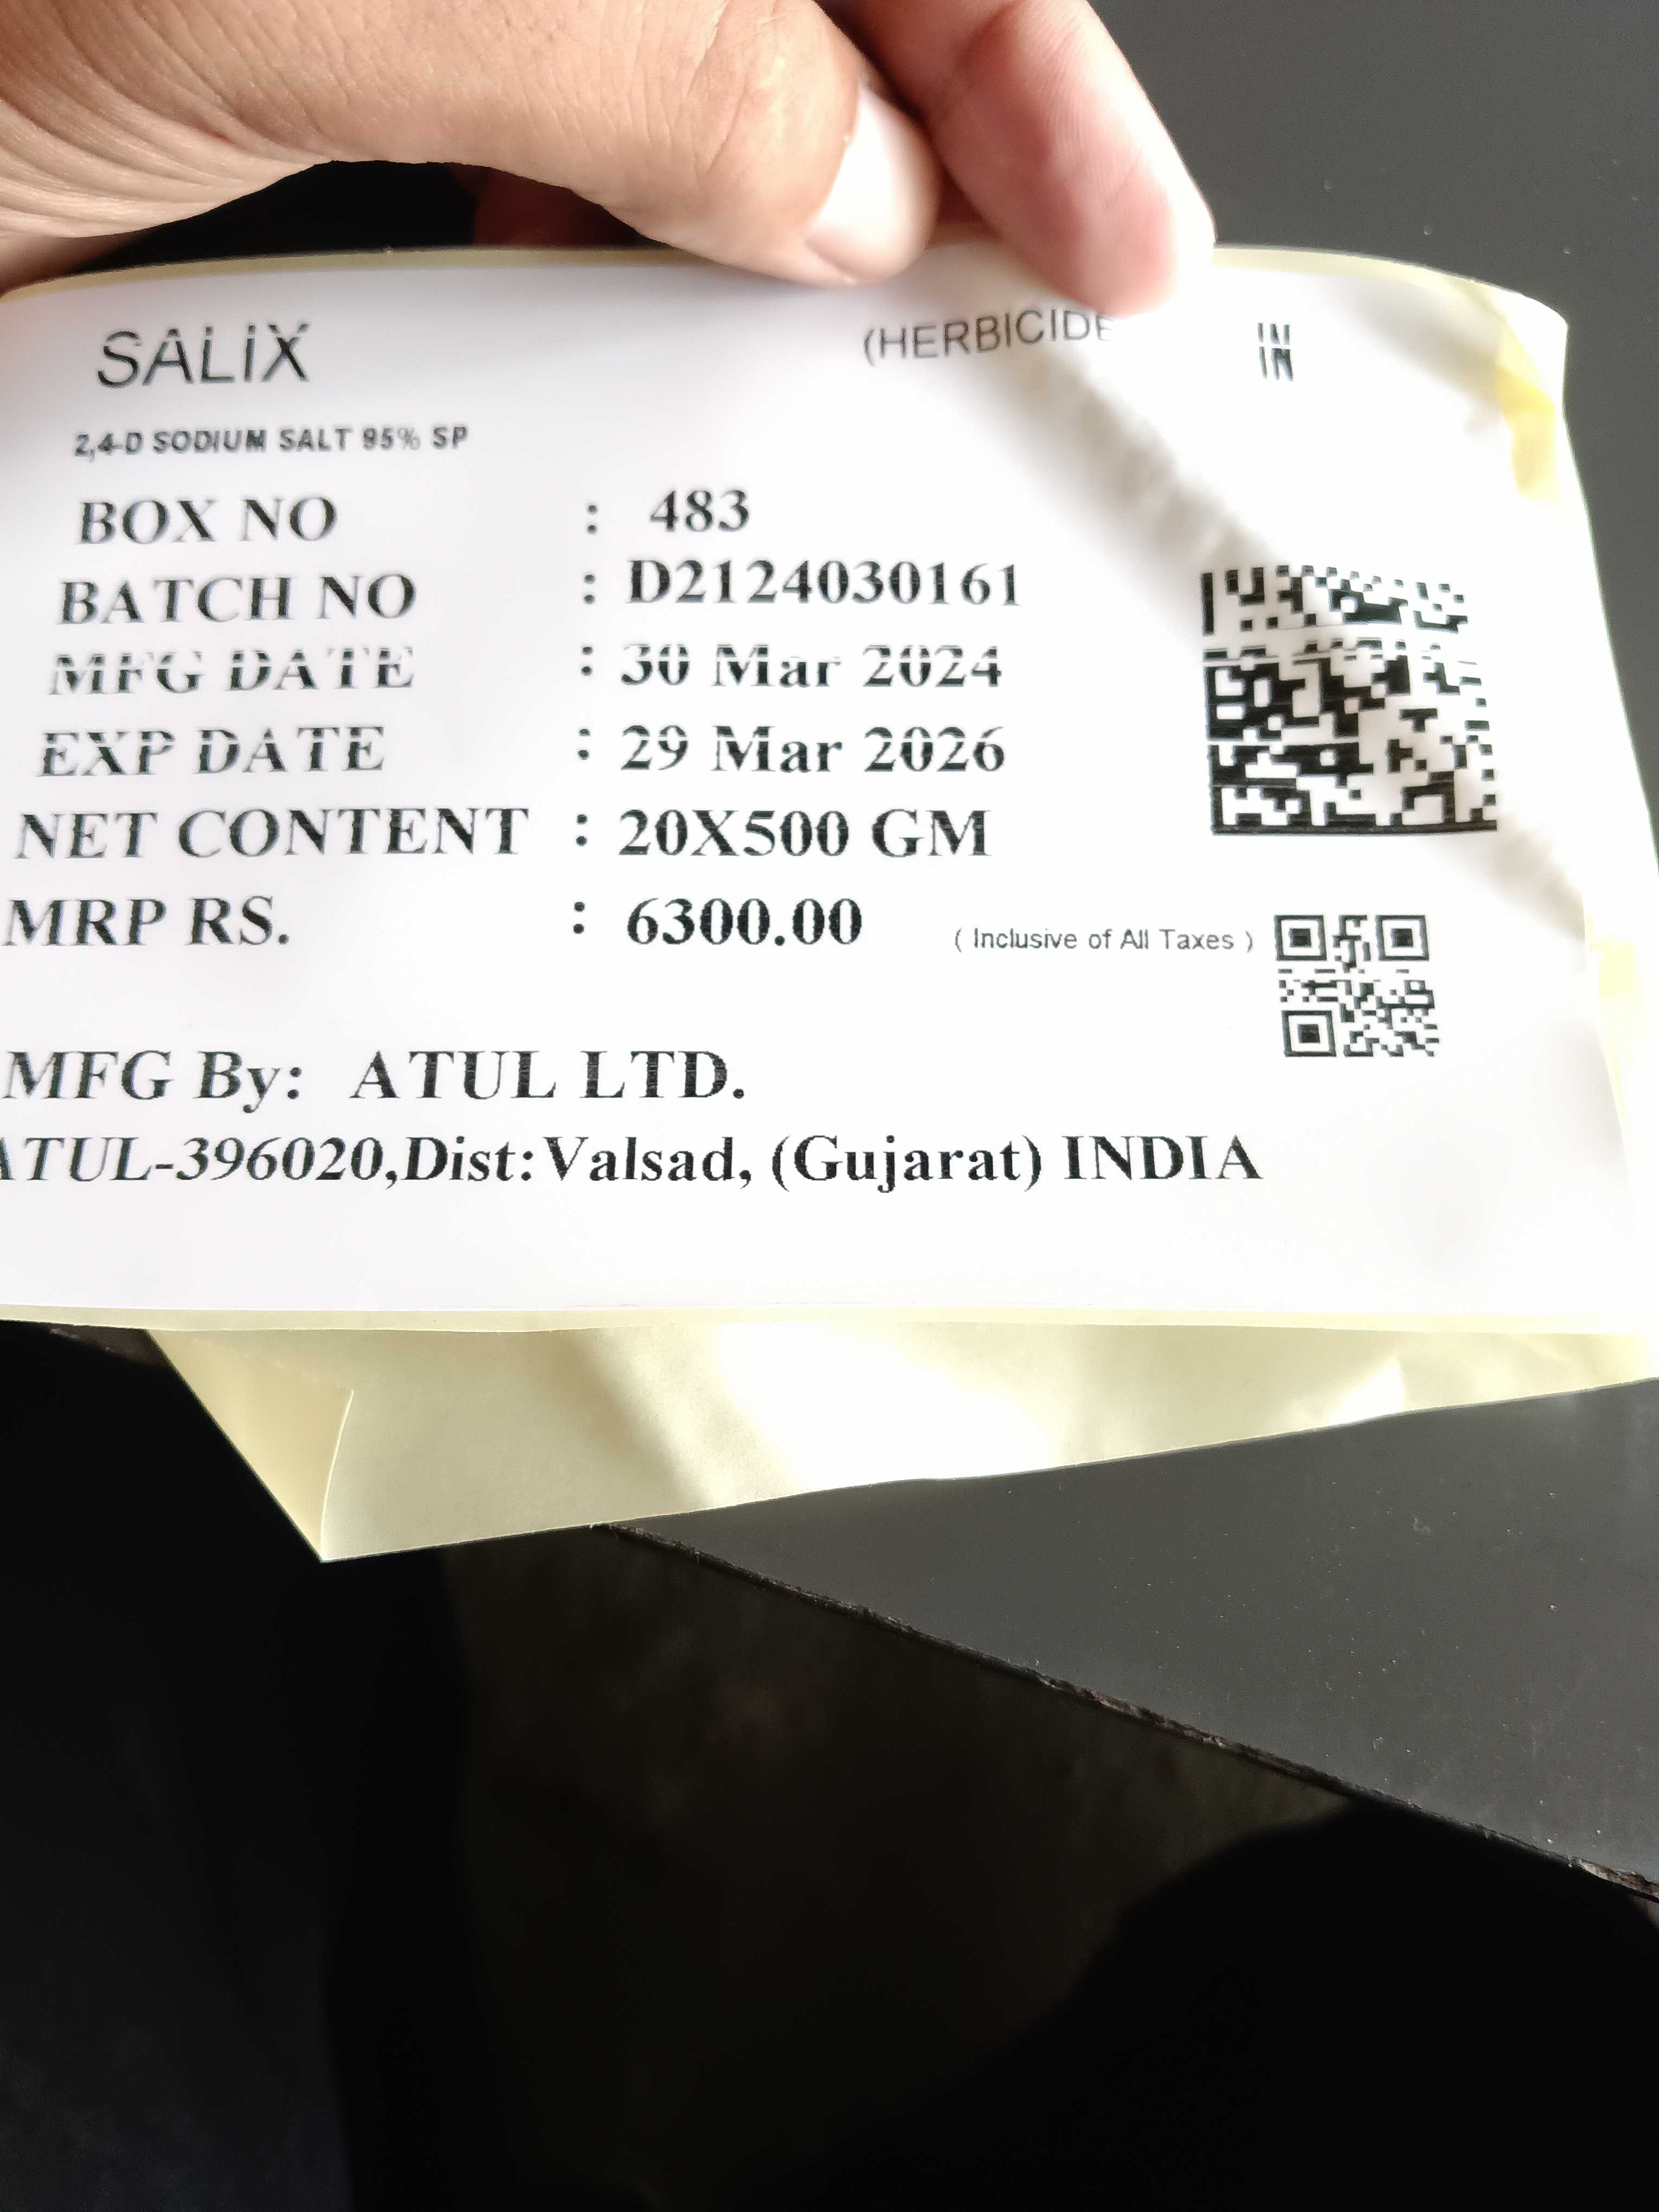 SALIX (HERBICIDE IN
2,4-D SODIUM SALT 95% SP
BOX NO : 483
BATCH NO : D2124030161
MFG DATE : 30 Mar 2024
EXP DATE : 29 Mar 2026
NET CONTENT : 20X500 GM
MRP RS. : 6300.00 ( Inclusive of All Taxes )
MFG By: ATUL LTD.
ATUL-396020,Dist:Valsad, (Gujarat) INDIA